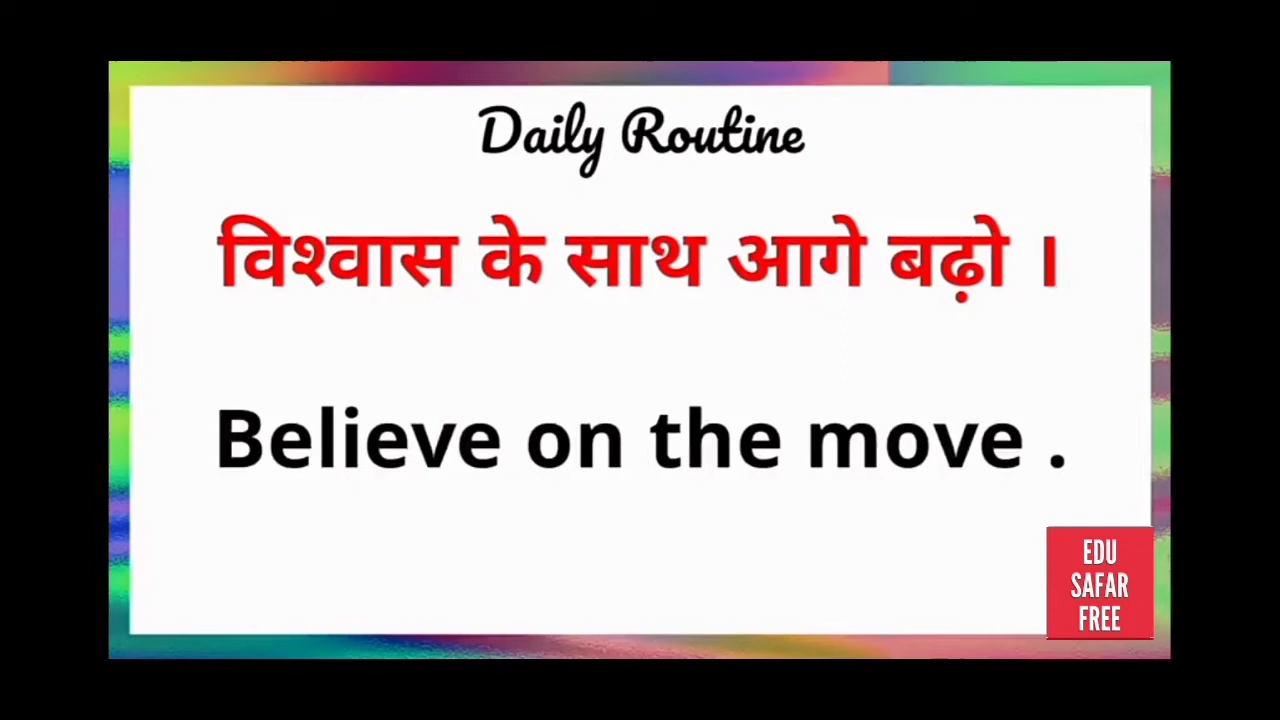 Daily Routine
विश्वास के साथ आगे बढ़ो ।
Believe on the move .
EDU
SAFAR
FREE